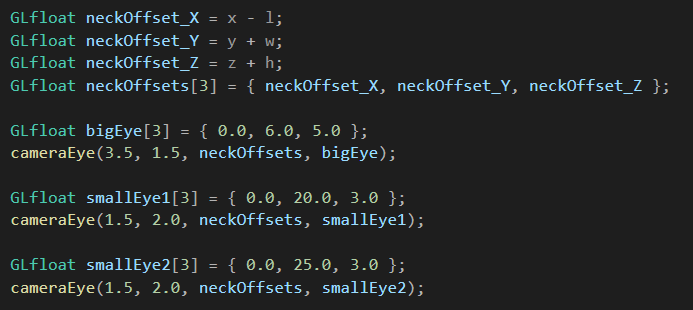 GLfloat neckOffset_X = x - l;
GLfloat neckOffset_Y = y + w;
GLfloat neckOffset_Z = z + h;
GLfloat neckOffsets[3] = { neckOffset_X, neckOffset_Y, neckOffset_Z };
GLfloat bigEye[3] = { 0.0, 6.0, 5.0 };
cameraEye(3.5, 1.5, neckOffsets, bigEye);
GLfloat smallEye1[3] = { 0.0, 20.0, 3.0 };
cameraEye(1.5, 2.0, neckOffsets, smallEye1);
GLfloat smallEye2[3] = { 0.0, 25.0, 3.0 };
cameraEye(1.5, 2.0, neckOffsets, smallEye2);